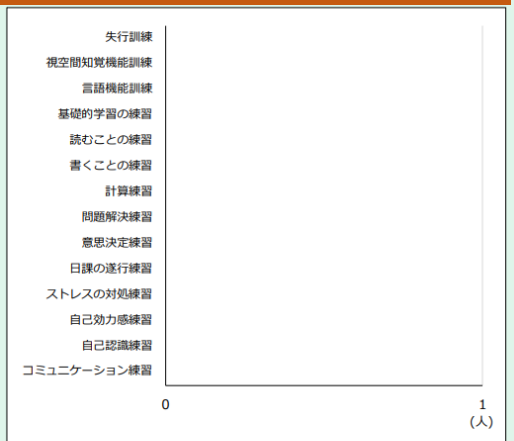 失行訓練
視空間知覚機能訓練
言語機能訓練
基礎的学習の練習
読むことの練習
書くことの練習
計算練習
問題解決練習
意思決定練習
日課の遂行練習
ストレスの対処練習
自己効力感練習
自己認識練習
コミュニケーション練習
0 1
(人)